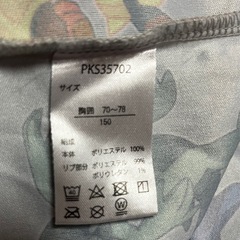 PKS35702
サイズ
胸囲 70〜78
150
組成
本体 ポリエステル 100%
リブ部分 ポリエステル 99%
ポリウレタン 1%